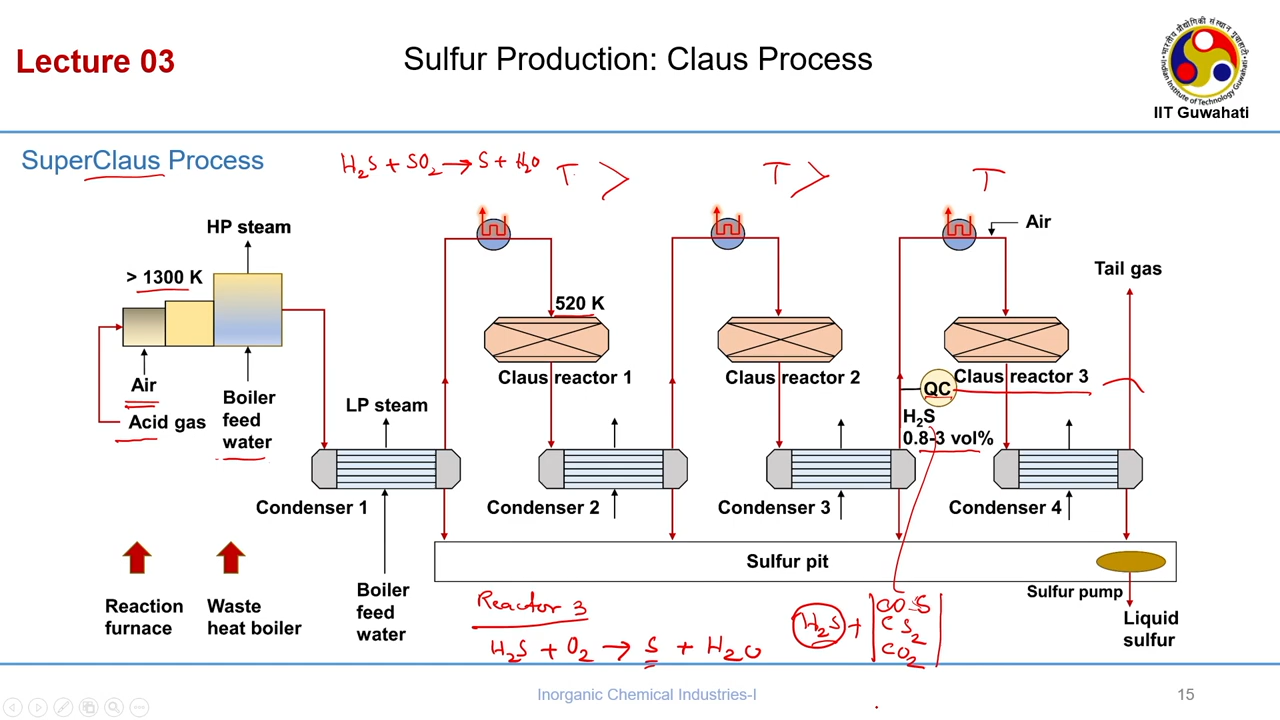 Lecture 03
Sulfur Production: Claus Process
IIT Guwahati
SuperClaus Process
H₂S + SO₂ → S + H₂O
T >
T >
T
HP steam
> 1300 K
Air
Acid gas
Boiler
feed
water
LP steam
520 K
Air
Tail gas
Claus reactor 1
Claus reactor 2
Claus reactor 3
QC
H₂S
0.8-3 vol%
Condenser 1
Condenser 2
Condenser 3
Condenser 4
Sulfur pit
Sulfur pump
Liquid
sulfur
Reaction
furnace
Waste
heat boiler
Boiler
feed
water
Reactor 3
H₂S + O₂ → S + H₂O
H₂S +
COS
CS₂
CO₂
Inorganic Chemical Industries-I
15